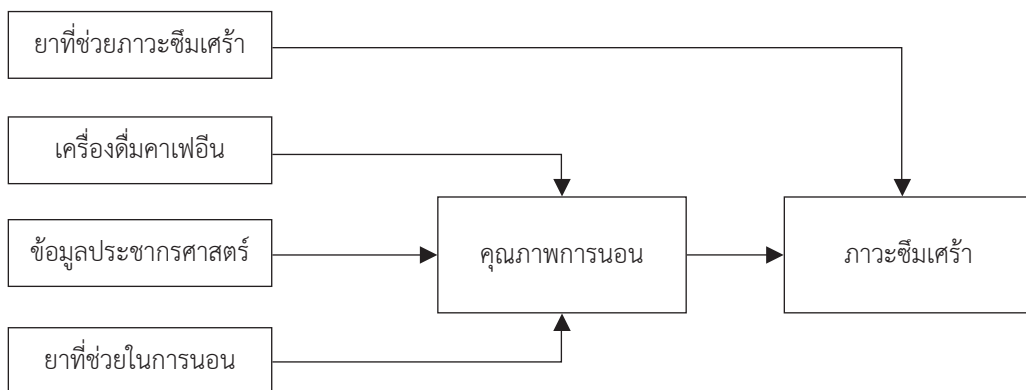 ยาที่ช่วยภาวะซึมเศร้า
เครื่องดื่มคาเฟอีน
ข้อมูลประชากรศาสตร์
คุณภาพการนอน
ภาวะซึมเศร้า
ยาที่ช่วยในการนอน